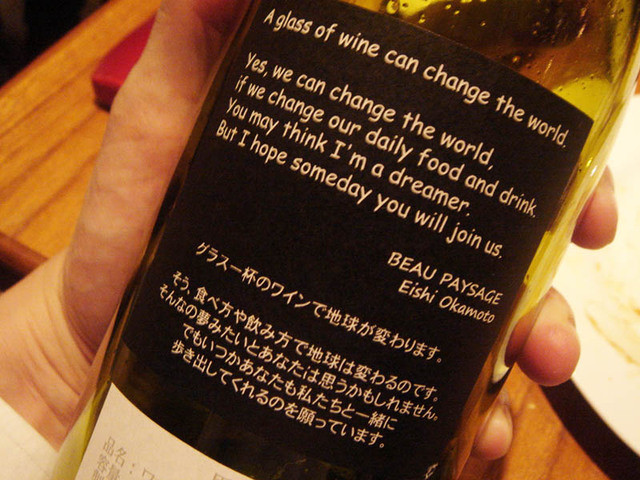 A glass of wine can change the world.
Yes, we can change the world,
if we change our daily food and drink.
You may think I'm a dreamer.
But I hope someday you will join us.
BEAU PAYSAGE
Eishi Okamoto
グラス一杯のワインで地球が変わります。
そう、食べ方や飲み方で地球は変わるのです。
そんなの夢みたいとあなたは思うかもしれません。
でもいつかあなたも私たちと一緒に
歩き出してくれるのを願っています。
品名：ワ
容量